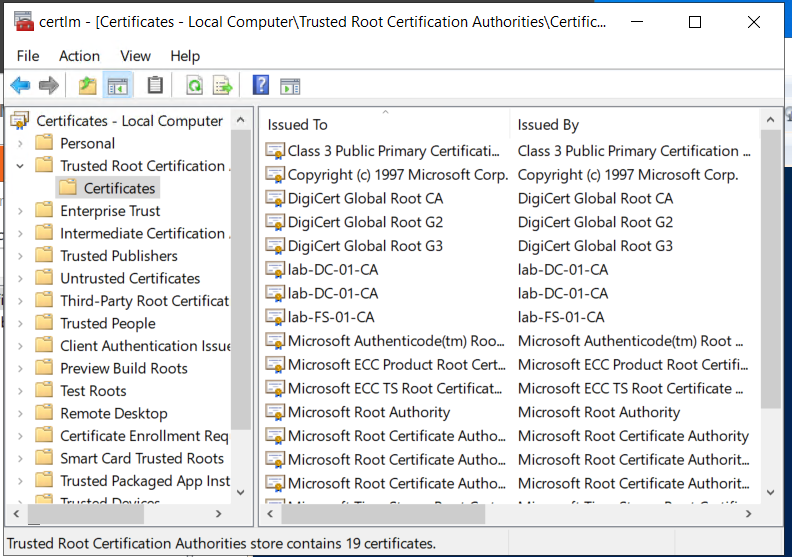 certlm - [Certificates - Local Computer\Trusted Root Certification Authorities\Certific...
File Action View Help
Certificates - Local Computer
Personal
Trusted Root Certification
Certificates
Enterprise Trust
Intermediate Certification
Trusted Publishers
Untrusted Certificates
Third-Party Root Certificat
Trusted People
Client Authentication Issue
Preview Build Roots
Test Roots
Remote Desktop
Certificate Enrollment Req
Smart Card Trusted Roots
Trusted Packaged App Inst
Trusted Devices
Issued To Issued By
Class 3 Public Primary Certificati... Class 3 Public Primary Certification ...
Copyright (c) 1997 Microsoft Corp. Copyright (c) 1997 Microsoft Corp.
DigiCert Global Root CA DigiCert Global Root CA
DigiCert Global Root G2 DigiCert Global Root G2
DigiCert Global Root G3 DigiCert Global Root G3
lab-DC-01-CA lab-DC-01-CA
lab-DC-01-CA lab-DC-01-CA
lab-FS-01-CA lab-FS-01-CA
Microsoft Authenticode(tm) Roo... Microsoft Authenticode(tm) Root ...
Microsoft ECC Product Root Cert... Microsoft ECC Product Root Certifi...
Microsoft ECC TS Root Certificat... Microsoft ECC TS Root Certificate ...
Microsoft Root Authority Microsoft Root Authority
Microsoft Root Certificate Autho... Microsoft Root Certificate Authority
Microsoft Root Certificate Autho... Microsoft Root Certificate Authorit...
Microsoft Root Certificate Autho... Microsoft Root Certificate Authorit...
Trusted Root Certification Authorities store contains 19 certificates.